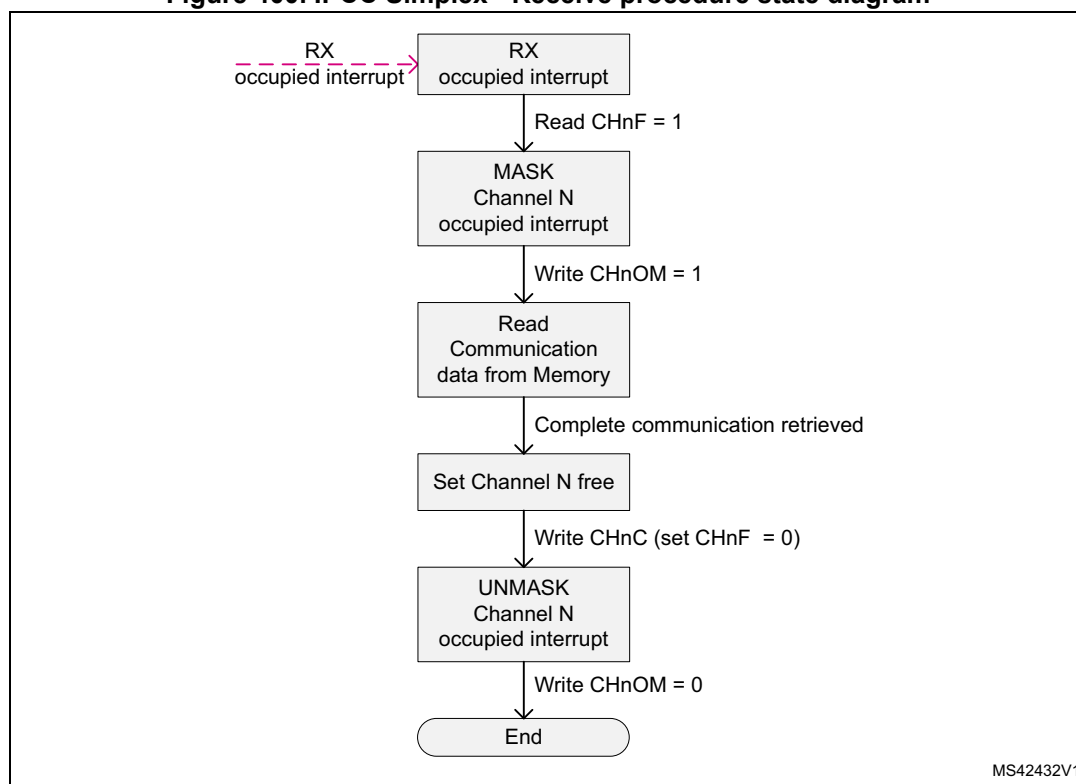 RX
occupied interrupt
RX
occupied interrupt
Read CHnF = 1
MASK
Channel N
occupied interrupt
Write CHnOM = 1
Read
Communication
data from Memory
Complete communication retrieved
Set Channel N free
Write CHnC (set CHnF = 0)
UNMASK
Channel N
occupied interrupt
Write CHnOM = 0
End
MS42432V1